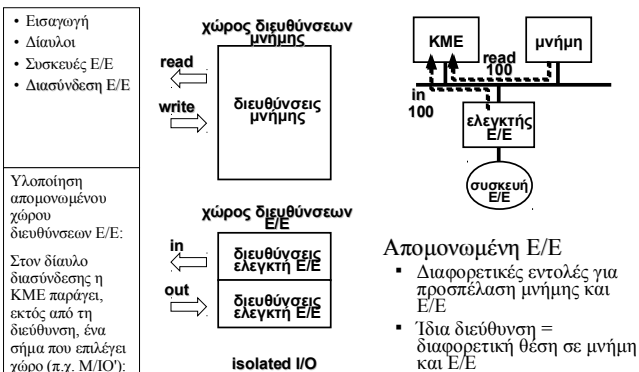 • Εισαγωγή
• Δίαυλοι
• Συσκευές Ε/Ε
• Διασύνδεση Ε/Ε
Υλοποίηση
απομονωμένου
χώρου
διευθύνσεων Ε/Ε:
Στον δίαυλο
διασύνδεσης η
ΚΜΕ παράγει,
εκτός από τη
διεύθυνση, ένα
σήμα που επιλέγει
χώρο (π.χ. M/IO'):
χώρος διευθύνσεων
μνήμης
read
write
διευθύνσεις
μνήμης
χώρος διευθύνσεων
Ε/Ε
in
out
διευθύνσεις
ελεγκτή Ε/Ε
διευθύνσεις
ελεγκτή Ε/Ε
isolated I/O
ΚΜΕ
μνήμη
read
100
in
100
ελεγκτής
Ε/Ε
συσκευή
Ε/Ε
Απομονωμένη Ε/Ε
▪ Διαφορετικές εντολές για
προσπέλαση μνήμης και
Ε/Ε
▪ Ίδια διεύθυνση =
διαφορετική θέση σε μνήμη
και Ε/Ε